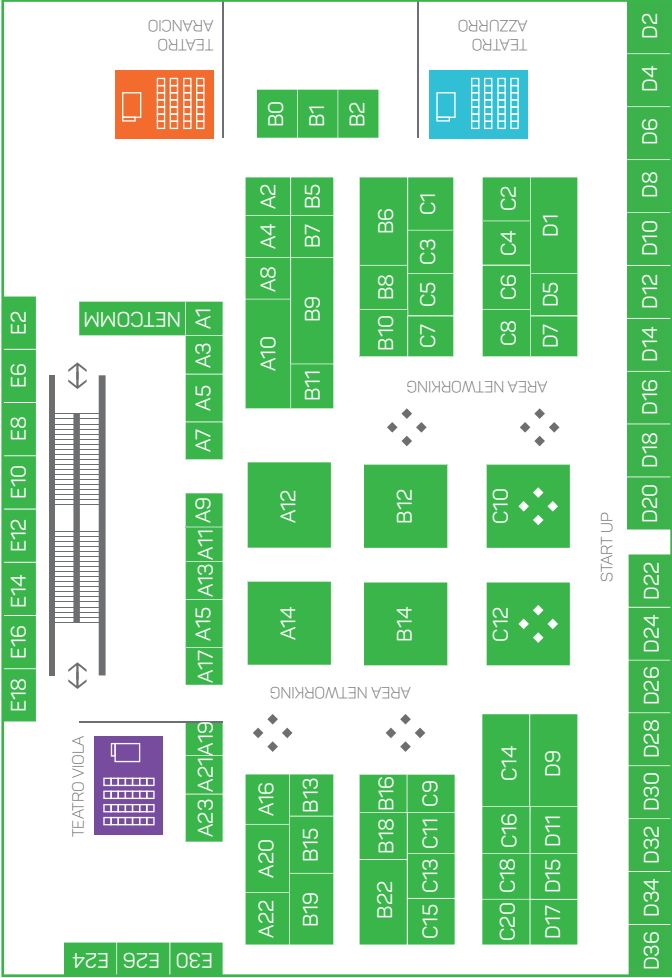 TEATRO
ARANCIO
TEATRO
AZZURRO
B0
B1
B2
D2
D4
D6
D8
D10
D12
D14
D16
D18
D20
D22
D24
D26
D28
D30
D32
D34
D36
A2
A4
A8
A10
B5
B7
B9
B11
B6
B8
B10
C1
C3
C5
C7
C2
C4
C6
C8
D1
D5
D7
NETCOMM
A1
A3
A5
A7
A9
A11
A13
A15
A17
A19
A21
A23
E2
E6
E8
E10
E12
E14
E16
E18
AREA NETWORKING
A12
B12
C10
A14
B14
C12
START UP
AREA NETWORKING
TEATRO VIOLA
A16
A20
A22
B13
B15
B19
B16
B18
B22
C9
C11
C13
C15
C14
C16
C18
C20
D9
D11
D15
D17
E24
E26
E30